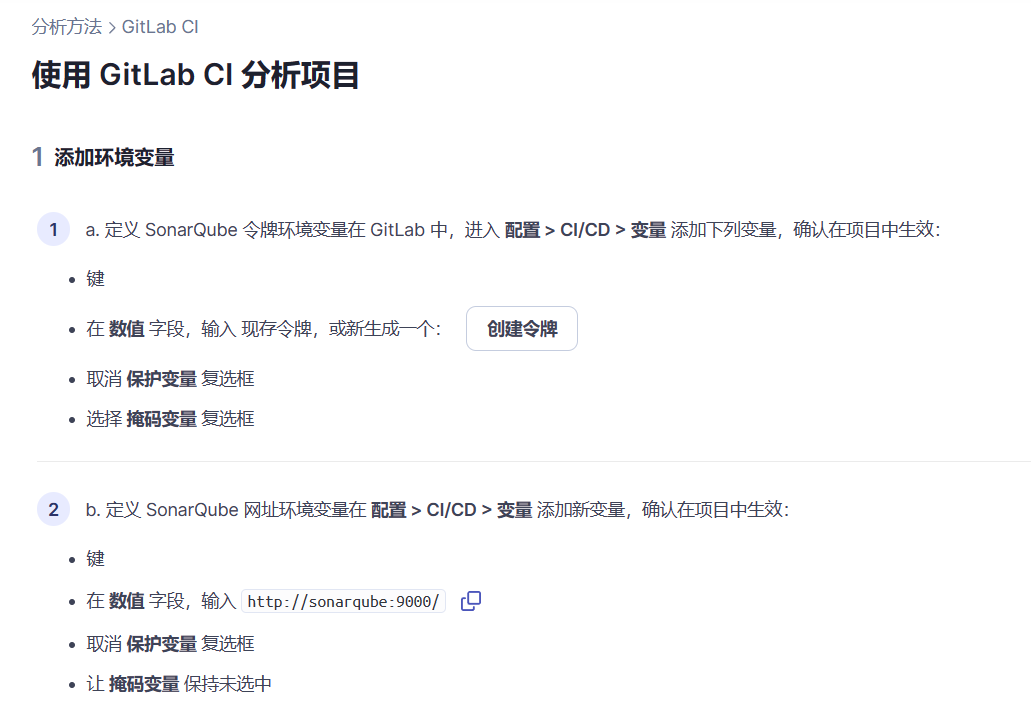 分析方法 > GitLab CI
使用 GitLab CI 分析项目
1 添加环境变量
1 a. 定义 SonarQube 令牌环境变量在 GitLab 中，进入 配置 > CI/CD > 变量 添加下列变量，确认在项目中生效：
• 键
• 在 数值 字段，输入 现存令牌，或新生成一个： 创建令牌
• 取消 保护变量 复选框
• 选择 掩码变量 复选框
2 b. 定义 SonarQube 网址环境变量在 配置 > CI/CD > 变量 添加新变量，确认在项目中生效：
• 键
• 在 数值 字段，输入 http://sonarqube:9000/
• 取消 保护变量 复选框
• 让 掩码变量 保持未选中